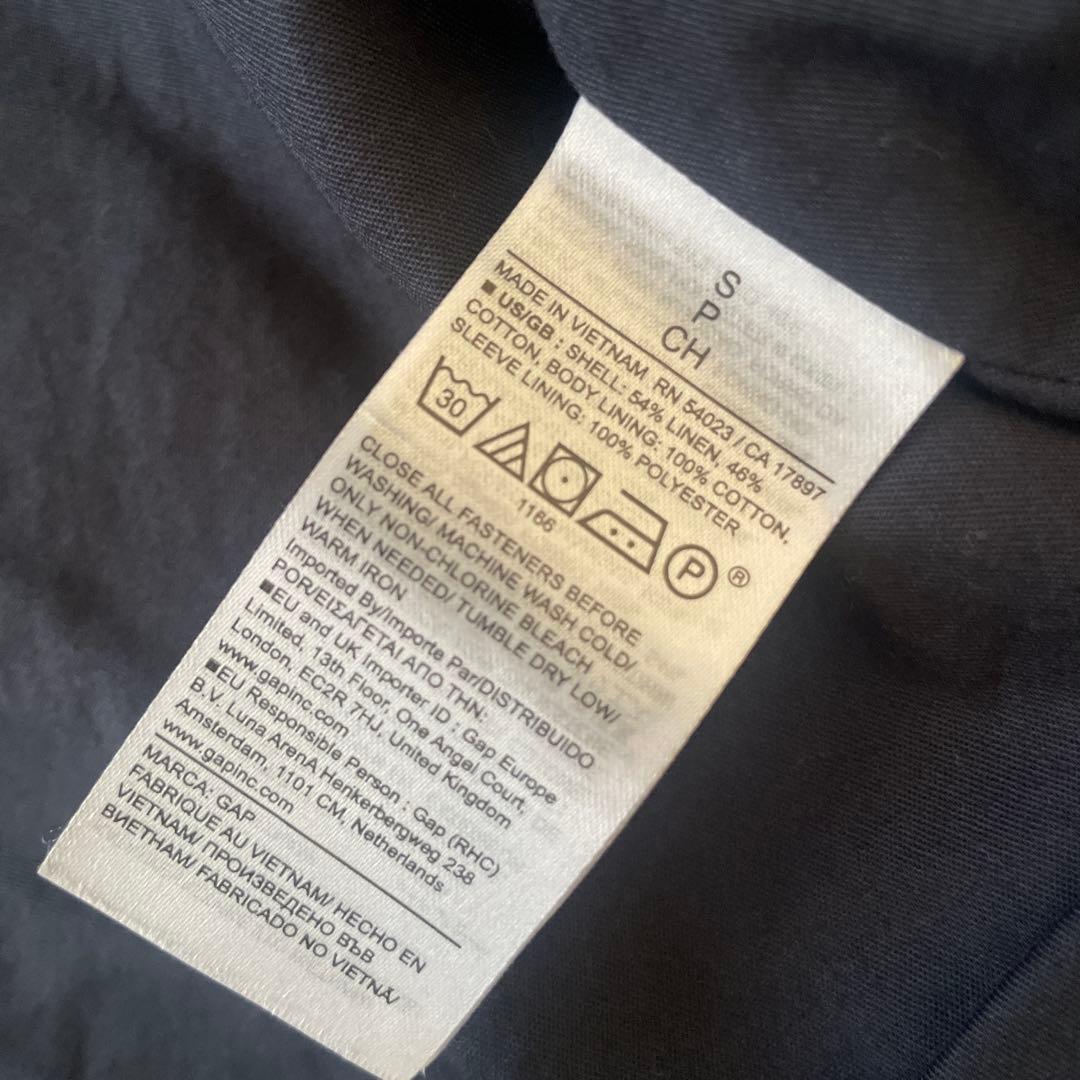 S
P
CH
MADE IN VIETNAM RN 54023 / CA 17897
■ US/GB : SHELL: 54% LINEN, 46%
COTTON, BODY LINING: 100% COTTON,
SLEEVE LINING: 100% POLYESTER
30
1166
P ®
CLOSE ALL FASTENERS BEFORE
WASHING/ MACHINE WASH COLD/
ONLY NON-CHLORINE BLEACH
WHEN NEEDED/ TUMBLE DRY LOW/
WARM IRON
Imported By/Importe Par/DISTRIBUIDO
POR/ΕΙΣΑΓΕΤΑΙ ΑΠΟ ΤΗΝ:
■EU and UK Importer ID : Gap Europe
Limited, 13th Floor, One Angel Court,
London, EC2R 7HJ, United Kingdom
www.gapinc.com
■EU Responsible Person : Gap (RHC)
B.V. Luna ArenA Henkerbergweg 238
Amsterdam, 1101 CM, Netherlands
www.gapinc.com
MARCA: GAP
FABRIQUE AU VIETNAM/ HECHO EN
VIETNAM/ ПРОИЗВЕДЕНО ВЪВ
ВИЕТНАМ/ FABRICADO NO VIETNÃ/